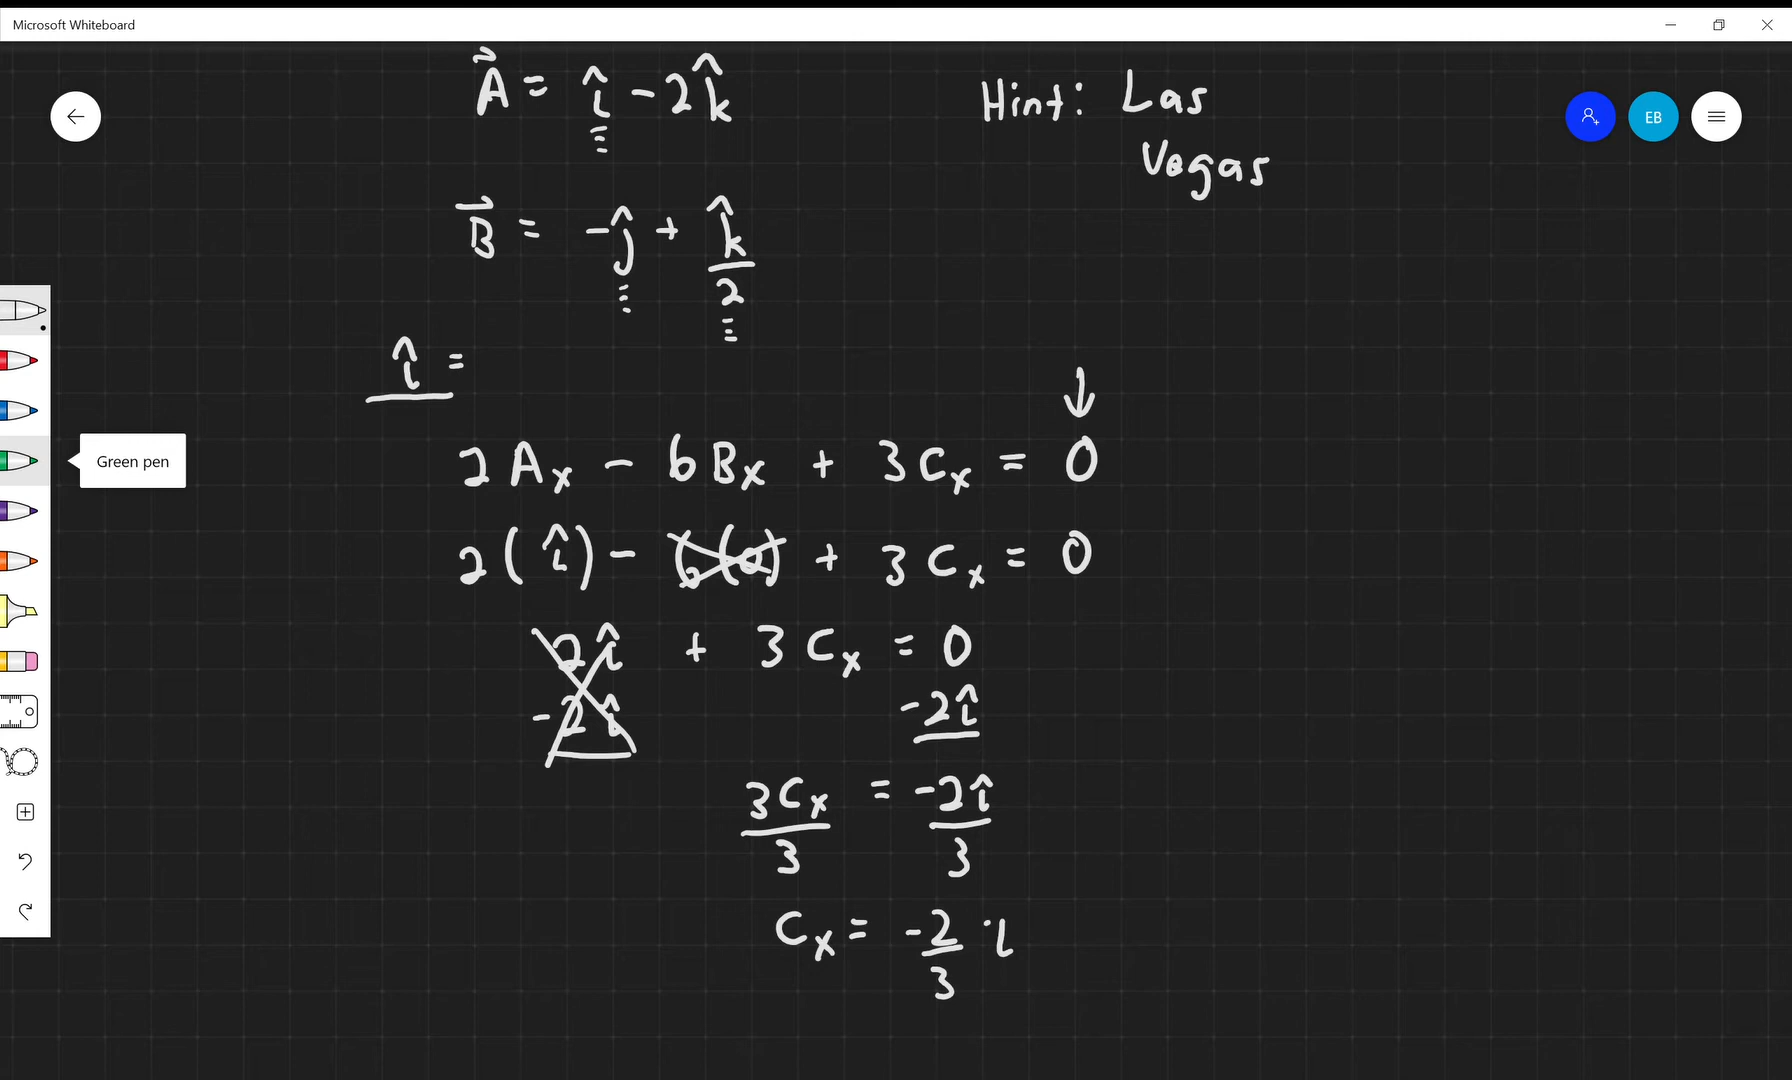 Microsoft Whiteboard
A⃗ = î - 2k̂
Hint: Las
Vegas
EB
B⃗ = -ĵ + k̂/2
î =
Green pen
2Ax - 6Bx + 3Cx = 0
2(î) - 6(0) + 3Cx = 0
2î + 3Cx = 0
-2î -2î
3Cx/3 = -2î/3
Cx = -2/3 î